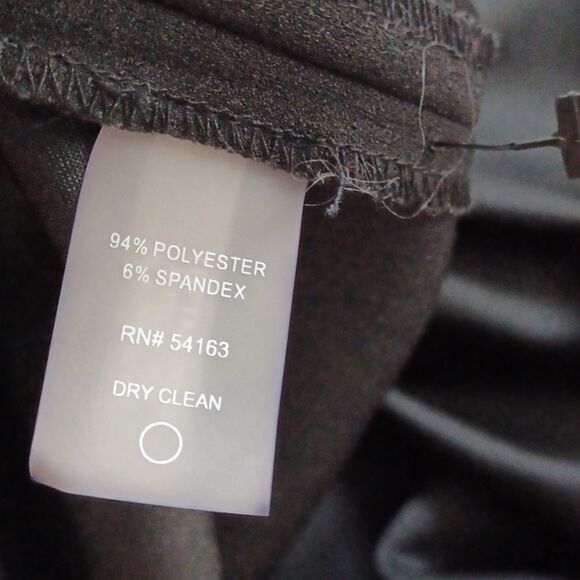 94% POLYESTER
6% SPANDEX
RN# 54163
DRY CLEAN